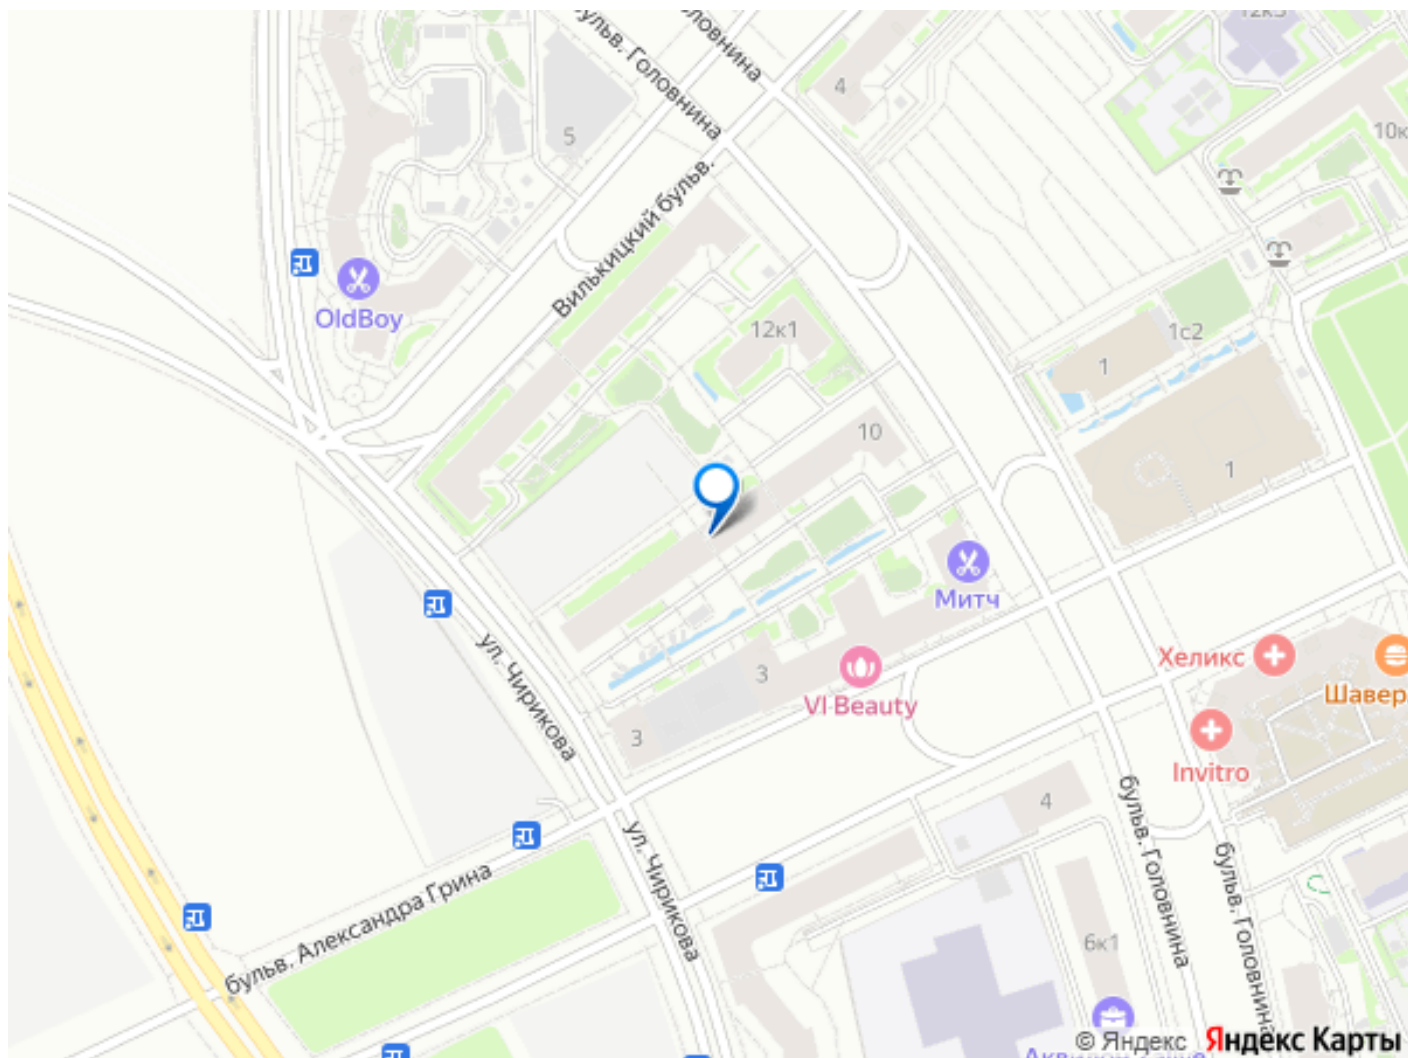 бульв. Головнина
ловнина
12к3
4
5
10к
Вилькицкий бульв.
OldBoy
12к1
1с2
1
10
1
Митч
ул. Чирикова
3
VI Beauty
3
Хеликс
Шавер
Invitro
4
бульв. Головнина
ул. Чирикова
бульв. Головнина
бульв. Александра Грина
6к1
© Яндекс
Яндекс Карты